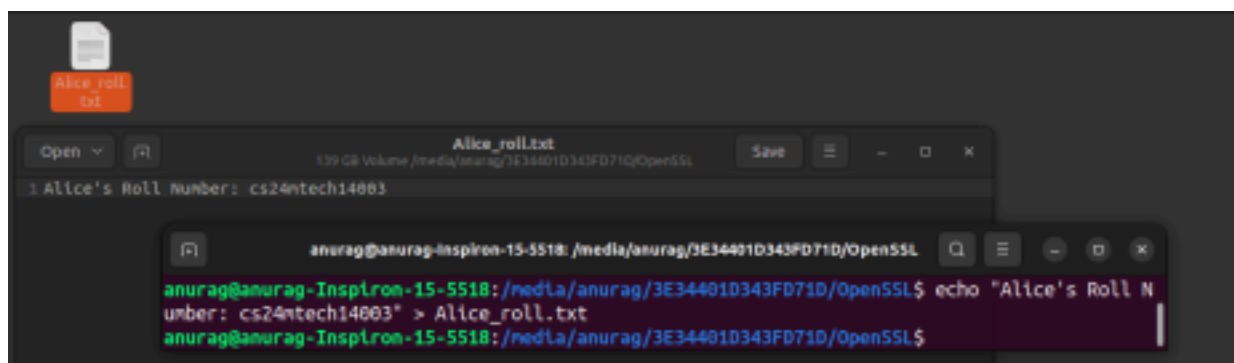 Alice_roll.
txt
Open
Alice_roll.txt
139 GB Volume /media/anurag/3E34401D343FD71D/OpenSSL
Save
1 Alice's Roll Number: cs24mtech14003
anurag@anurag-Inspiron-15-5518: /media/anurag/3E34401D343FD71D/OpenSSL
anurag@anurag-Inspiron-15-5518:/media/anurag/3E34401D343FD71D/OpenSSL$ echo "Alice's Roll N
umber: cs24mtech14003" > Alice_roll.txt
anurag@anurag-Inspiron-15-5518:/media/anurag/3E34401D343FD71D/OpenSSL$